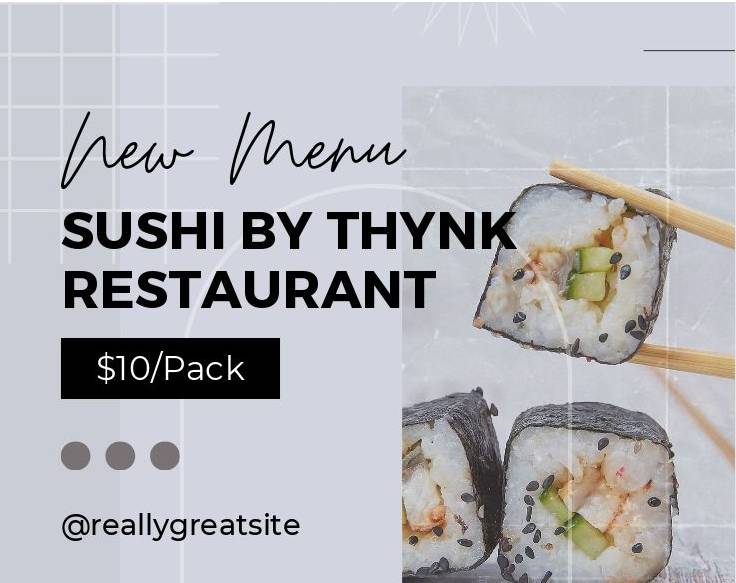 New Menu
SUSHI BY THYNK
RESTAURANT
$10/Pack
@reallygreatsite